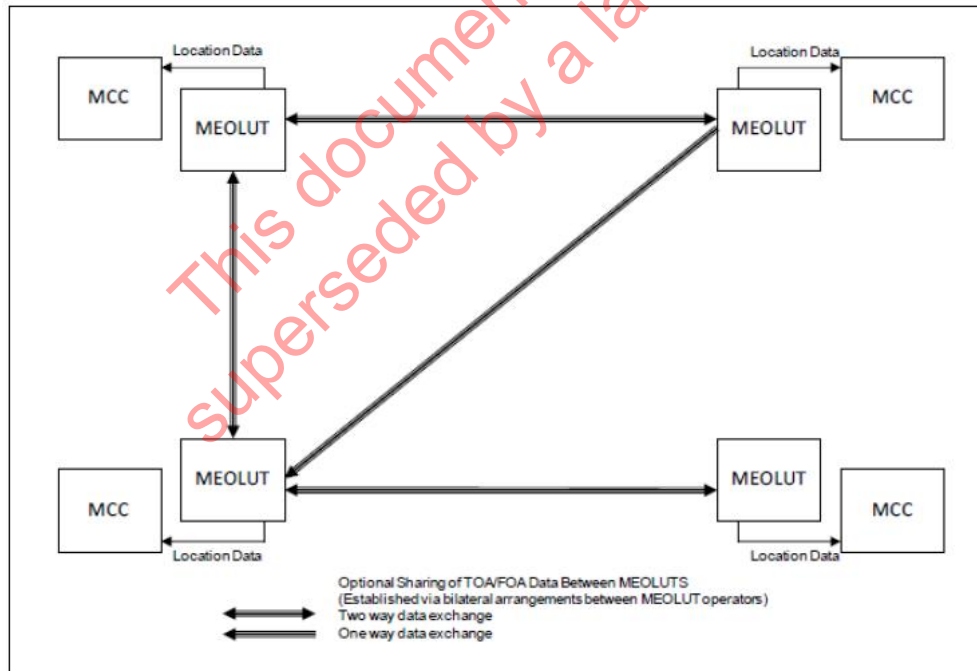 Location Data
MCC
MEOLUT
Location Data
MEOLUT
MCC
This documen
superseded by a la
MEOLUT
MCC
Location Data
MEOLUT
MCC
Location Data
Optional Sharing of TOA/FOA Data Between MEOLUTS
(Established via bilateral arrangements between MEOLUT operators)
Two way data exchange
One way data exchange